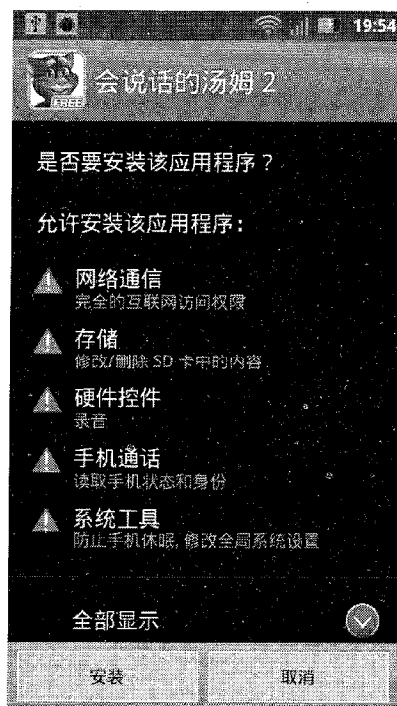 19:54
FREE
会说话的汤姆 2
是否要安装该应用程序？
允许安装该应用程序：
网络通信
完全的互联网访问权限
存储
修改/删除 SD 卡中的内容
硬件控件
录音
手机通话
读取手机状态和身份
系统工具
防止手机休眠, 修改全局系统设置
全部显示
安装
取消